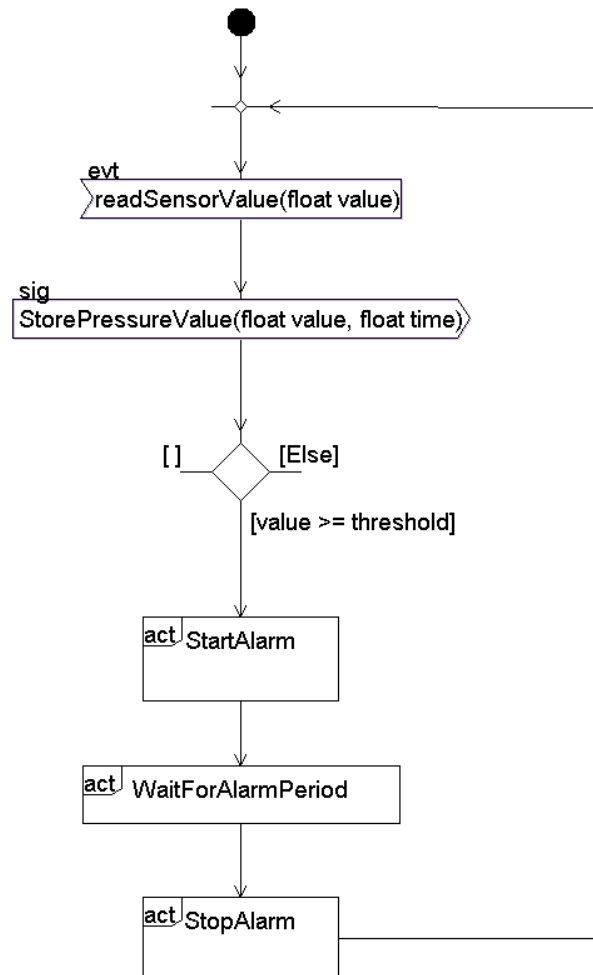 evt
readSensorValue(float value)
sig
StorePressureValue(float value, float time)
[ ]
[Else]
[value >= threshold]
act StartAlarm
act WaitForAlarmPeriod
act StopAlarm